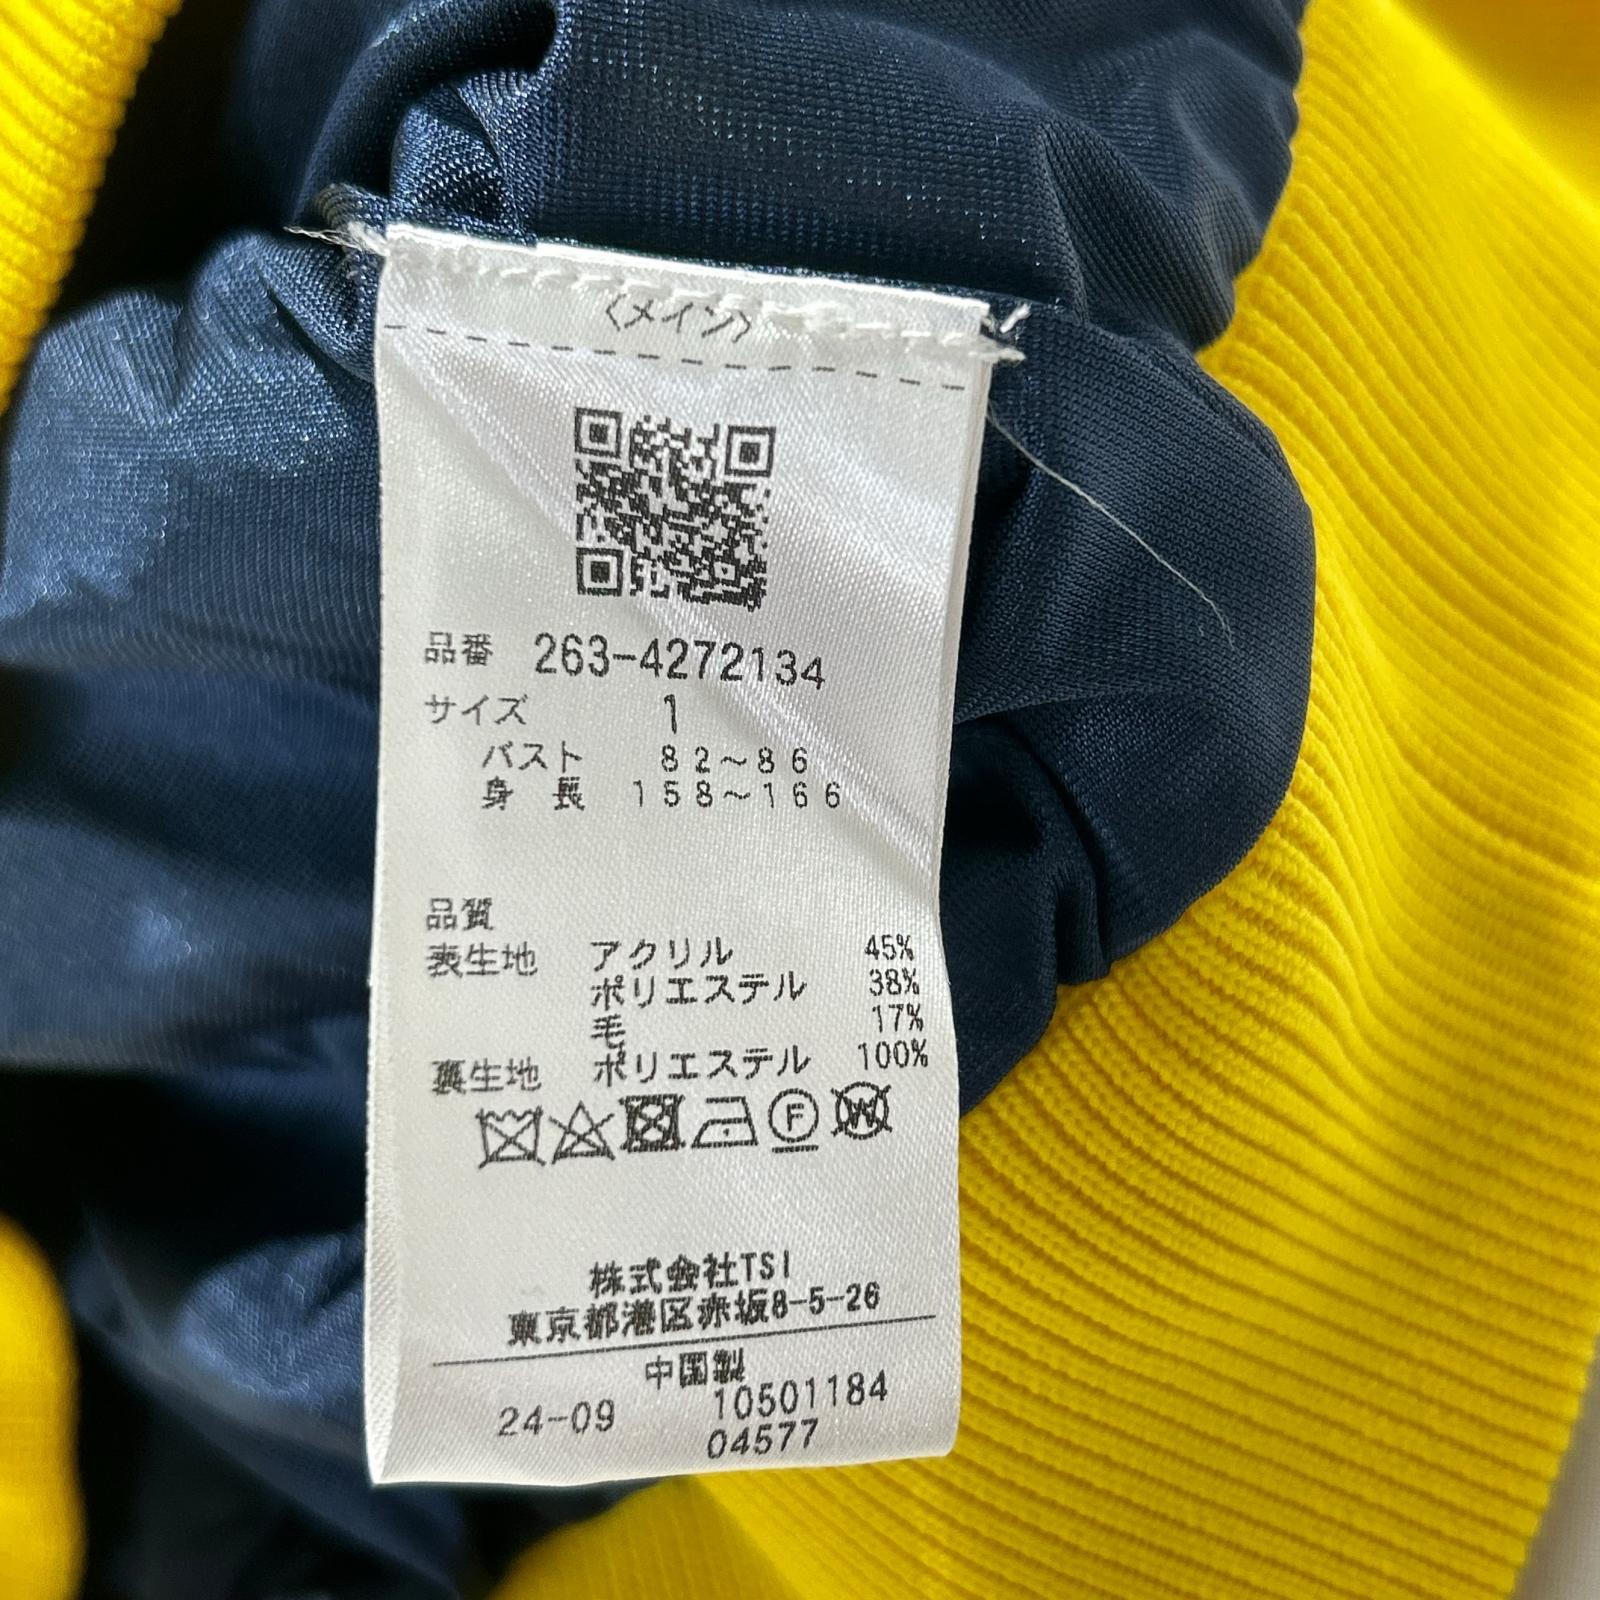 〈メイン〉
品番 263-4272134
サイズ 1
バスト 82～86
身長 158～166
品質
表生地 アクリル 45%
ポリエステル 38%
毛 17%
裏生地 ポリエステル 100%
F W
株式会社TSI
東京都港区赤坂8-5-26
中国製
24-09 10501184
04577